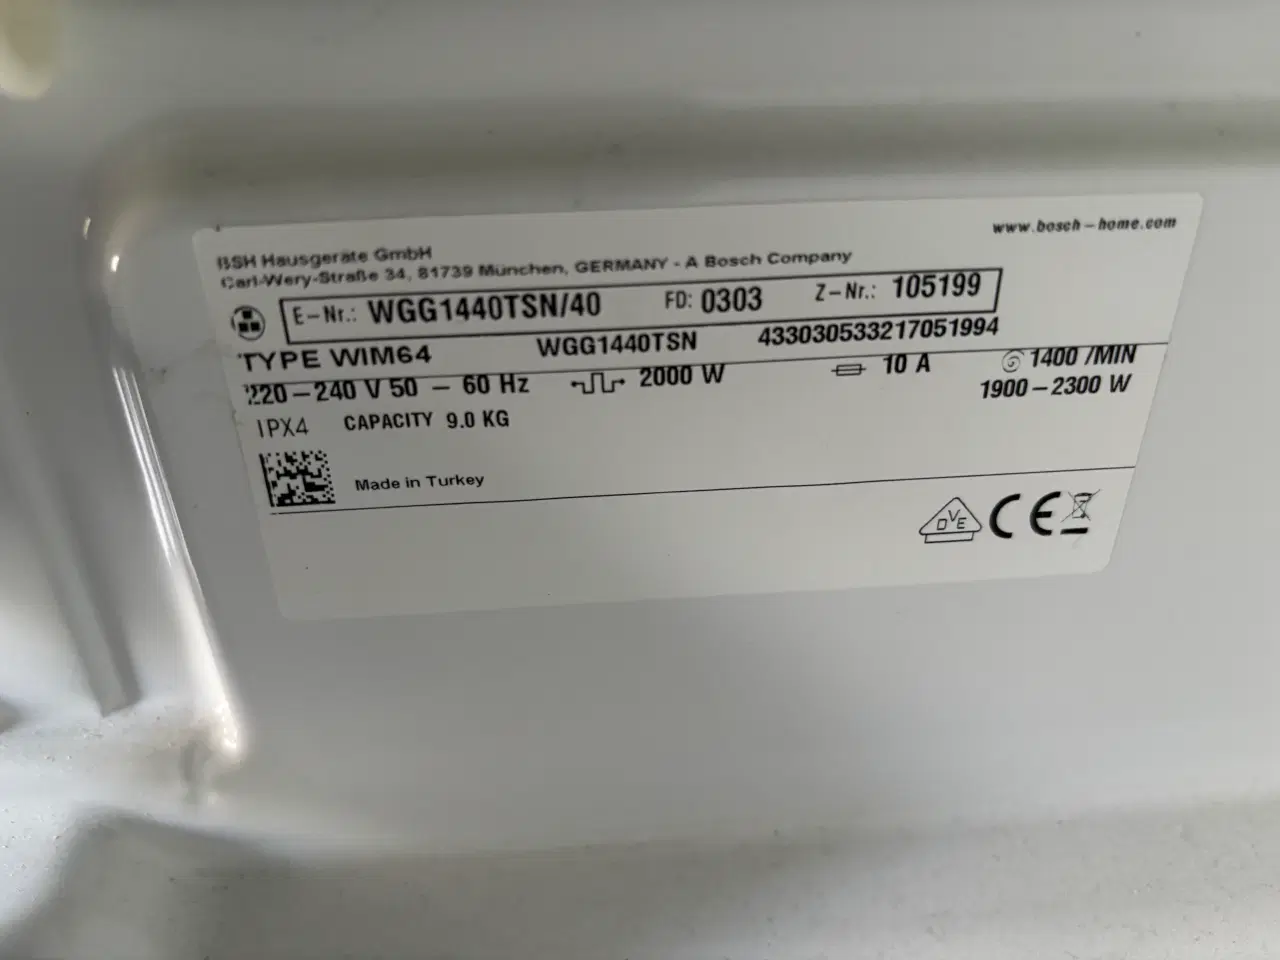 www.bosch-home.com
BSH Hausgeräte GmbH
Carl-Wery-Straße 34, 81739 München, GERMANY - A Bosch Company
E-Nr.: WGG1440TSN/40 FD: 0303 Z-Nr.: 105199
TYPE WIM64 WGG1440TSN 433030533217051994
220-240 V 50 - 60 Hz 2000 W 10 A 1400 /MIN
1900-2300 W
IPX4 CAPACITY 9.0 KG
Made in Turkey
DVE CE